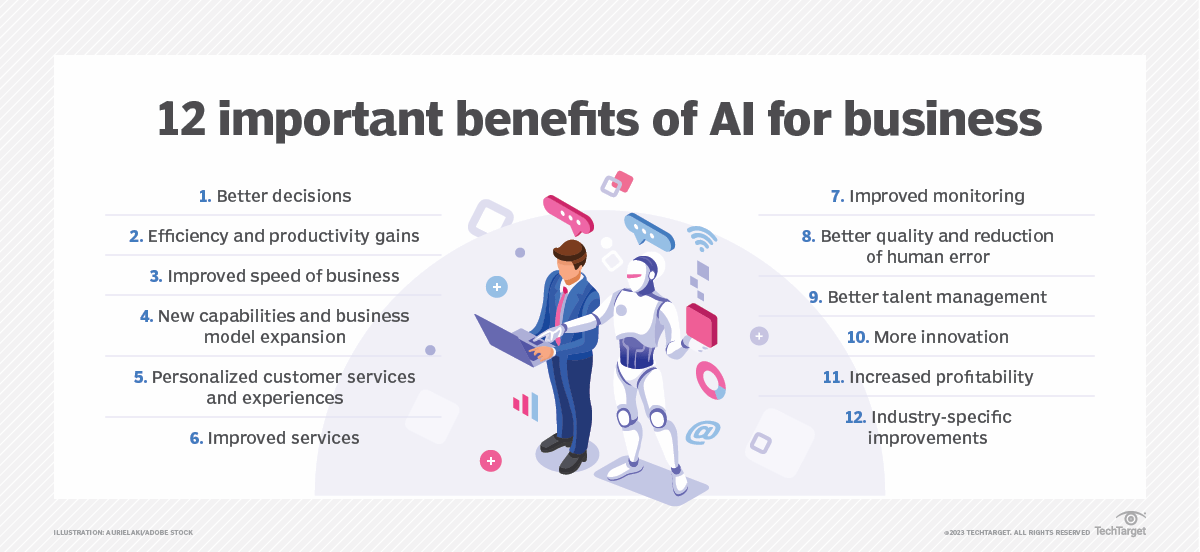 12 important benefits of AI for business
1. Better decisions
2. Efficiency and productivity gains
3. Improved speed of business
4. New capabilities and business
model expansion
5. Personalized customer services
and experiences
6. Improved services
7. Improved monitoring
8. Better quality and reduction
of human error
9. Better talent management
10. More innovation
11. Increased profitability
12. Industry-specific
improvements
@
ILLUSTRATION: AURIELAKI/ADOBE STOCK
©2023 TECHTARGET. ALL RIGHTS RESERVED
TechTarget